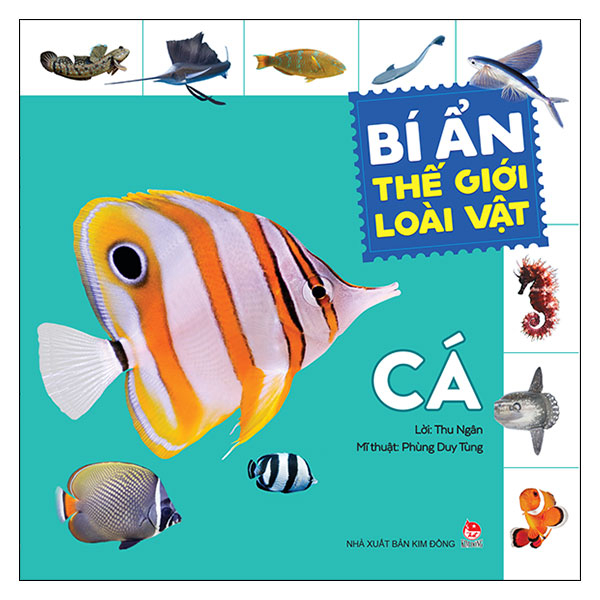 BÍ ẨN
THẾ GIỚI
LOÀI VẬT
CÁ
Lời: Thu Ngân
Mĩ thuật: Phùng Duy Tùng
NHÀ XUẤT BẢN KIM ĐỒNG